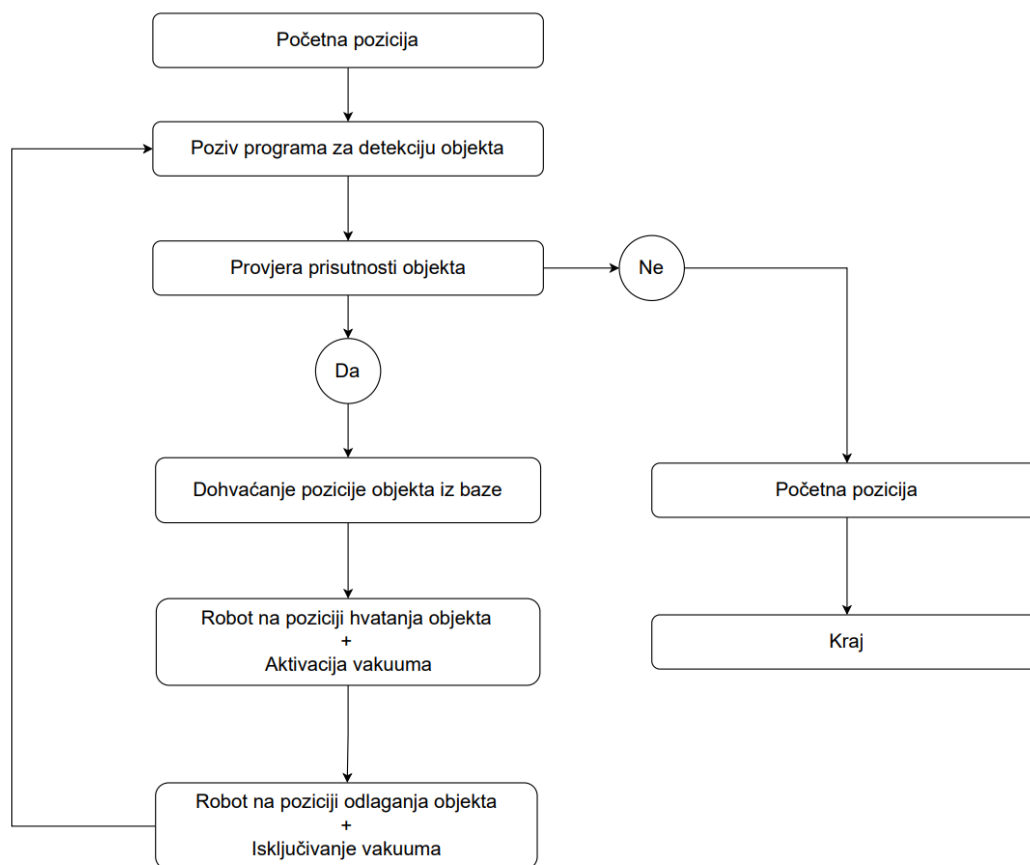 Početna pozicija
Poziv programa za detekciju objekta
Provjera prisutnosti objekta
Ne
Da
Dohvaćanje pozicije objekta iz baze
Početna pozicija
Robot na poziciji hvatanja objekta
+
Aktivacija vakuuma
Kraj
Robot na poziciji odlaganja objekta
+
Isključivanje vakuuma